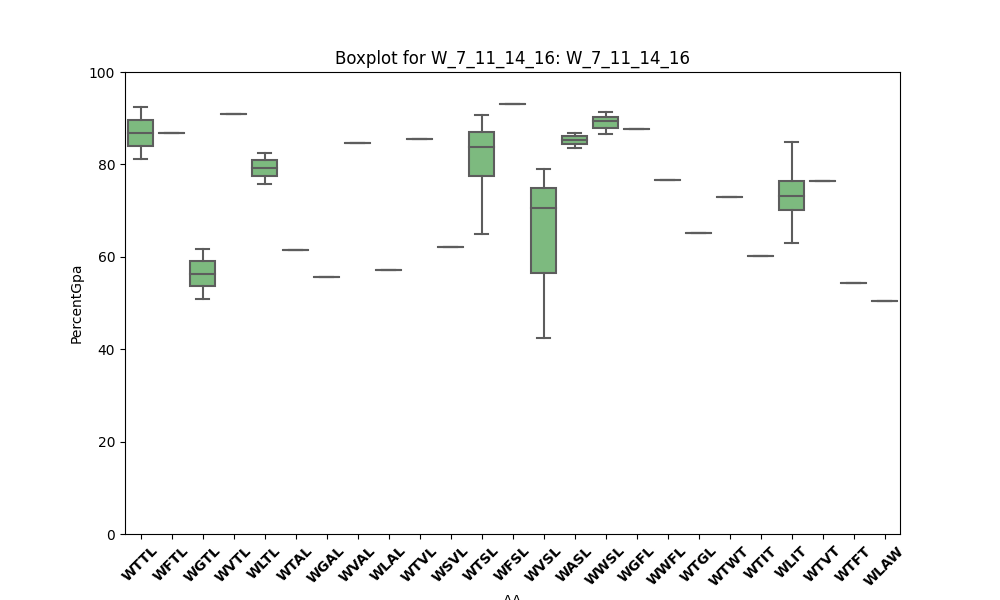 Boxplot for W_7_11_14_16: W_7_11_14_16
100
80
60
40
20
0
PercentGpa
WTTL WFTL WGTL WVTL WLTL WTAL WGAL WVAL WLAL WTVL WSVL WTSL WFSL WVSL WASL WWSL WGFL WWFL WTGL WTWT WTIT WLIT WTVT WTFT WLAW
AA